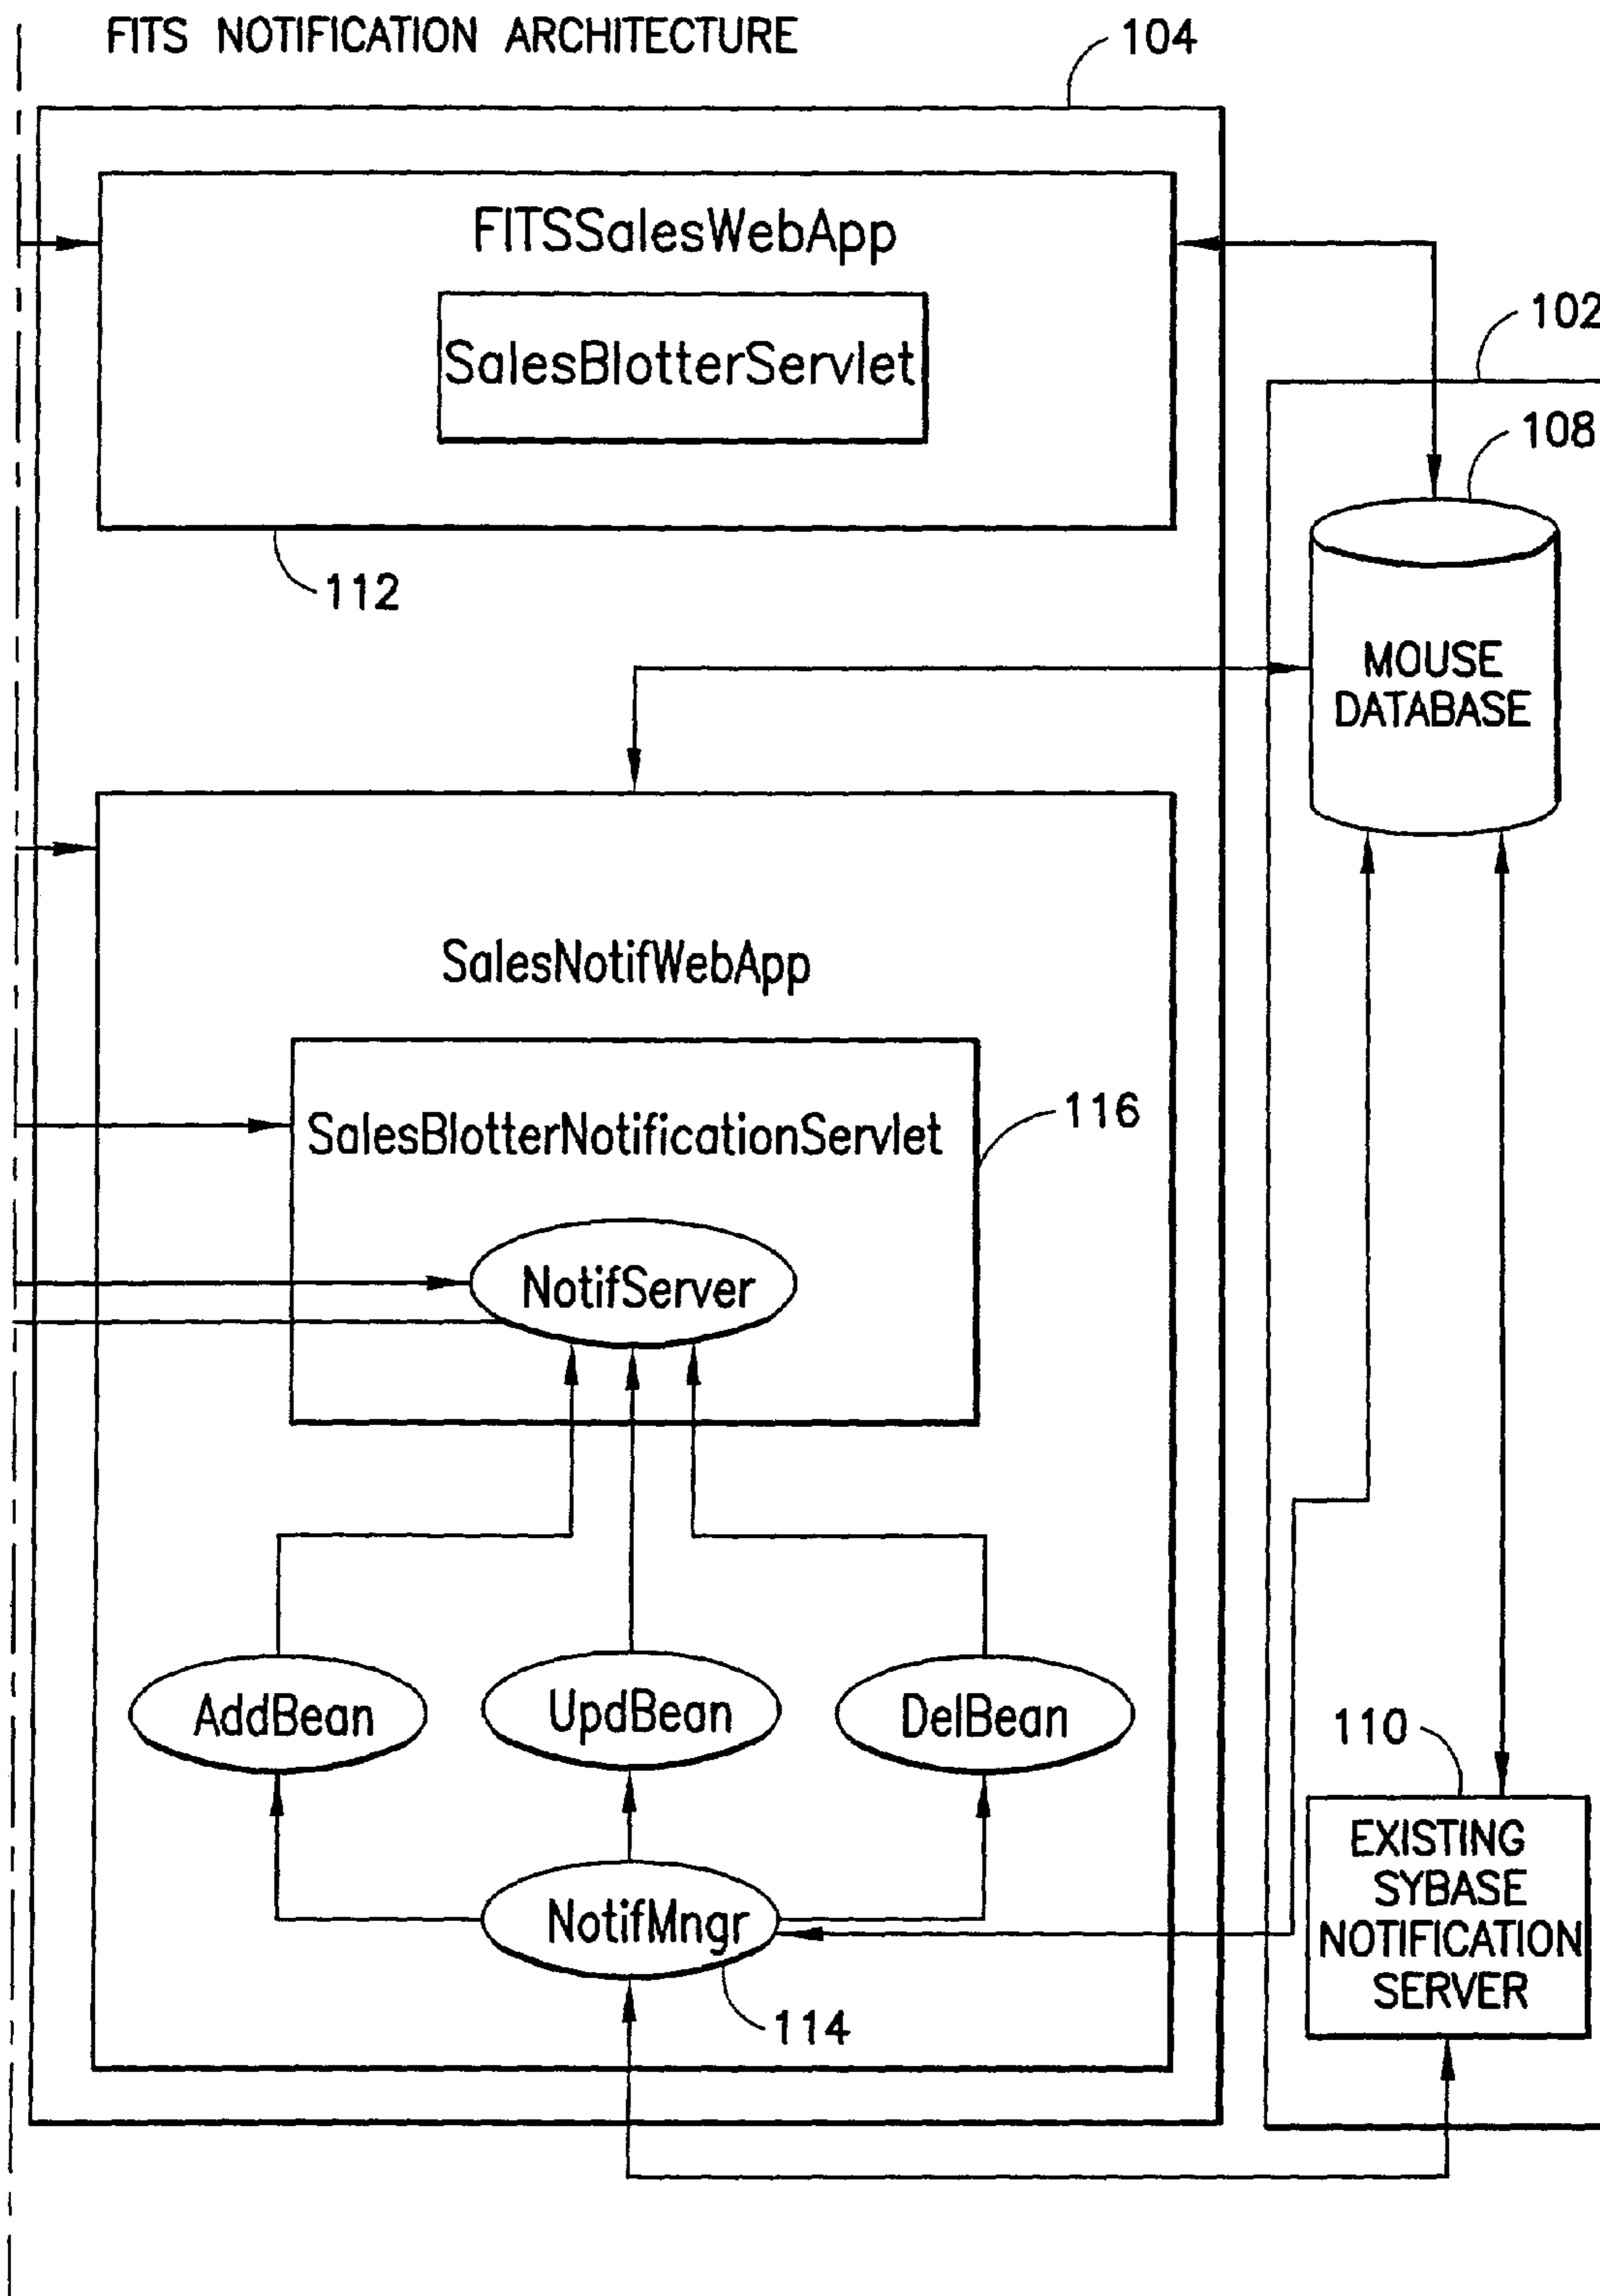 FITS NOTIFICATION ARCHITECTURE
104
FITSSalesWebApp
SalesBlotterServlet
102
108
112
MOUSE
DATABASE
SalesNotifWebApp
116
SalesBlotterNotificationServlet
NotifServer
AddBean
UpdBean
DelBean
110
EXISTING
SYBASE
NOTIFICATION
SERVER
NotifMngr
114